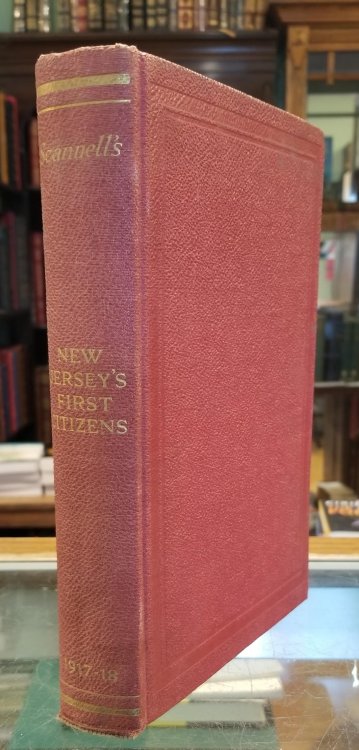 Scannell's
NEW
JERSEY'S
FIRST
CITIZENS
1917-18